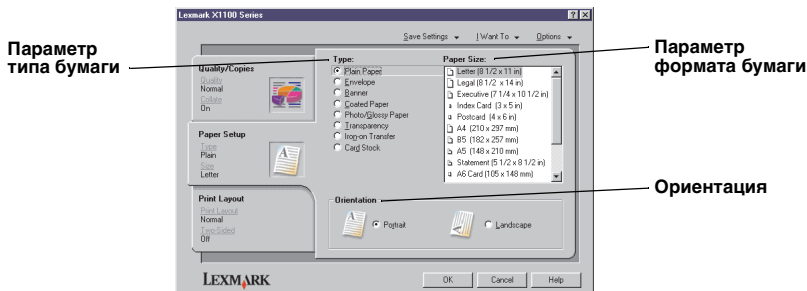 Lexmark X1100 Series
Save Settings
I Want To
Options
Параметр
типа бумаги
Параметр
формата бумаги
Ориентация
Quality/Copies
Quality
Normal
Collate
On
Paper Setup
Type
Plain
Size
Letter
Print Layout
Print Layout
Normal
Two-Sided
Off
Type:
Plain Paper
Envelope
Banner
Coated Paper
Photo/Glossy Paper
Transparency
Iron-on Transfer
Card Stock
Paper Size:
Letter (8 1/2 x 11 in)
Legal (8 1/2 x 14 in)
Executive (7 1/4 x 10 1/2 in)
Index Card (3 x 5 in)
Postcard (4 x 6 in)
A4 (210 x 297 mm)
B5 (182 x 257 mm)
A5 (148 x 210 mm)
Statement (5 1/2 x 8 1/2 in)
A6 Card (105 x 148 mm)
Orientation
Portrait
Landscape
LEXMARK
OK
Cancel
Help